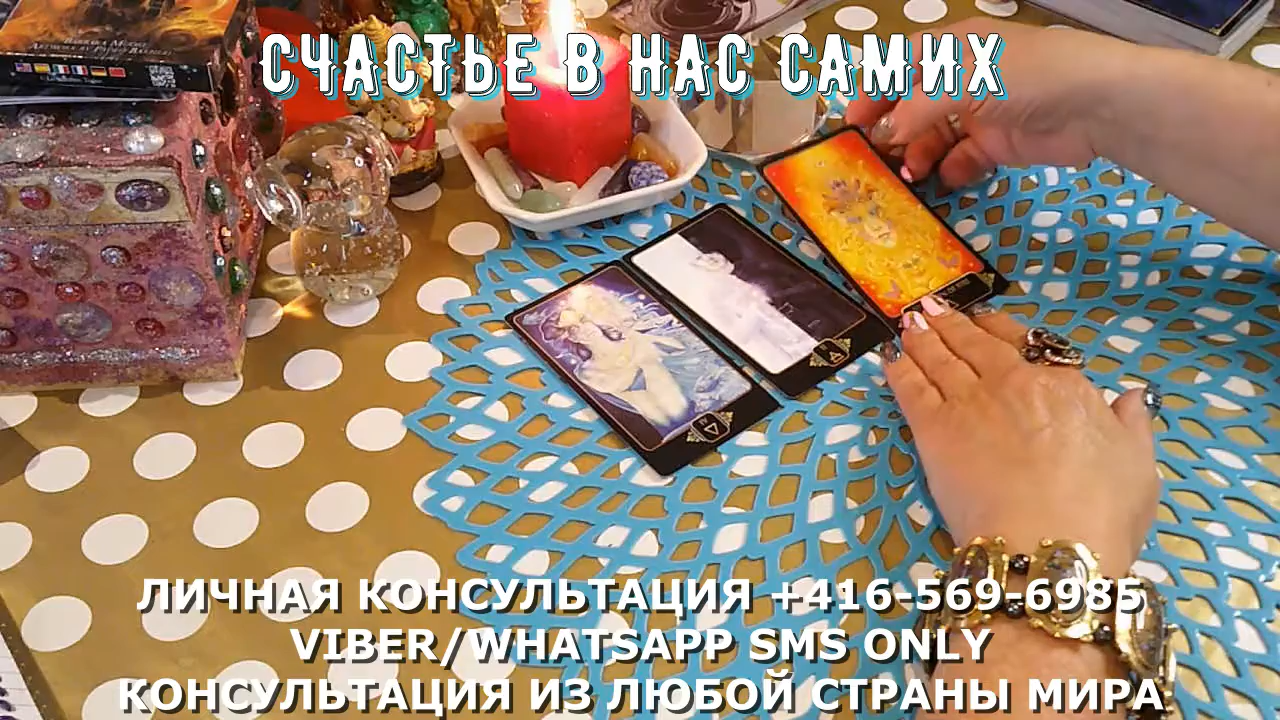 СЧАСТЬЕ В НАС САМИХ
ЛИЧНАЯ КОНСУЛЬТАЦИЯ +416-569-6985
VIBER/WHATSAPP SMS ONLY
КОНСУЛЬТАЦИЯ ИЗ ЛЮБОЙ СТРАНЫ МИРА